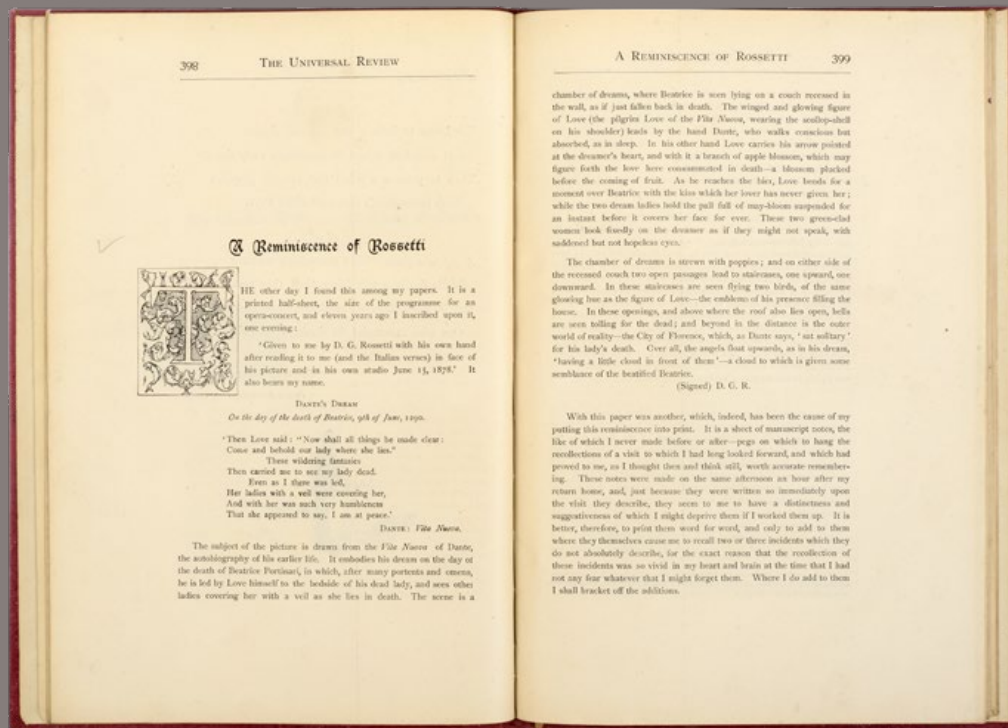 398
THE UNIVERSAL REVIEW
A Reminiscence of Rossetti
THE other day I found this among my papers. It is a
printed half-sheet, the size of the programme for an
opera-concert, and eleven years ago I inscribed upon it,
one evening:
'Given to me by D. G. Rossetti with his own hand
after reading it to me (and the Italian verses) in face of
his picture and in his own studio June 15, 1878.' It
also bears my name.
DANTE'S DREAM
On the day of the death of Beatrice, 9th of June, 1290.
'Then Love said: "Now shall all things be made clear:
Come and behold our lady where she lies."
These wildering fantasies
Then carried me to see my lady dead.
Even as I there was led,
Her ladies with a veil were covering her,
And with her was such very humbleness
That she appeared to say, I am at peace.'
DANTE: Vita Nuova.
The subject of the picture is drawn from the Vita Nuova of Dante,
the autobiography of his earlier life. It embodies his dream on the day of
the death of Beatrice Portinari, in which, after many portents and omens,
he is led by Love himself to the bedside of his dead lady, and sees other
ladies covering her with a veil as she lies in death. The scene is a
A REMINISCENCE OF ROSSETTI
399
chamber of dreams, where Beatrice is seen lying on a couch recessed in
the wall, as if just fallen back in death. The winged and glowing figure
of Love (the pilgrim Love of the Vita Nuova, wearing the scallop-shell
on his shoulder) leads by the hand Dante, who walks conscious but
absorbed, as in sleep. In his other hand Love carries his arrow pointed
at the dreamer's heart, and with it a branch of apple blossom, which may
figure forth the love here consummated in death—a blossom plucked
before the coming of fruit. As he reaches the bier, Love bends for a
moment over Beatrice with the kiss which her lover has never given her;
while the two dream ladies hold the pall full of may-bloom suspended for
an instant before it covers her face for ever. These two green-clad
women look fixedly on the dreamer as if they might not speak, with
saddened but not hopeless eyes.
The chamber of dreams is strewn with poppies; and on either side of
the recessed couch two open passages lead to staircases, one upward, one
downward. In these staircases are seen flying two birds, of the same
glowing hue as the figure of Love—the emblems of his presence filling the
house. In these openings, and above where the roof also lies open, bells
are seen tolling for the dead; and beyond in the distance is the outer
world of reality—the City of Florence, which, as Dante says, 'sat solitary'
for his lady's death. Over all, the angels float upwards, as in his dream,
'having a little cloud in front of them'—a cloud to which is given some
semblance of the beatified Beatrice.
(Signed) D. G. R.
With this paper was another, which, indeed, has been the cause of my
putting this reminiscence into print. It is a sheet of manuscript notes, the
like of which I never made before or after—pegs on which to hang the
recollections of a visit to which I had long looked forward, and which had
proved to me, as I thought then and think still, worth accurate remember-
ing. These notes were made on the same afternoon an hour after my
return home, and, just because they were written so immediately upon
the visit they describe, they seem to me to have a distinctness and
suggestiveness of which I might deprive them if I worked them up. It is
better, therefore, to print them word for word, and only to add to them
where they themselves cause me to recall two or three incidents which they
do not absolutely describe, for the exact reason that the recollection of
these incidents was so vivid in my heart and brain at the time that I had
not any fear whatever that I might forget them. Where I do add to them
I shall bracket off the additions.